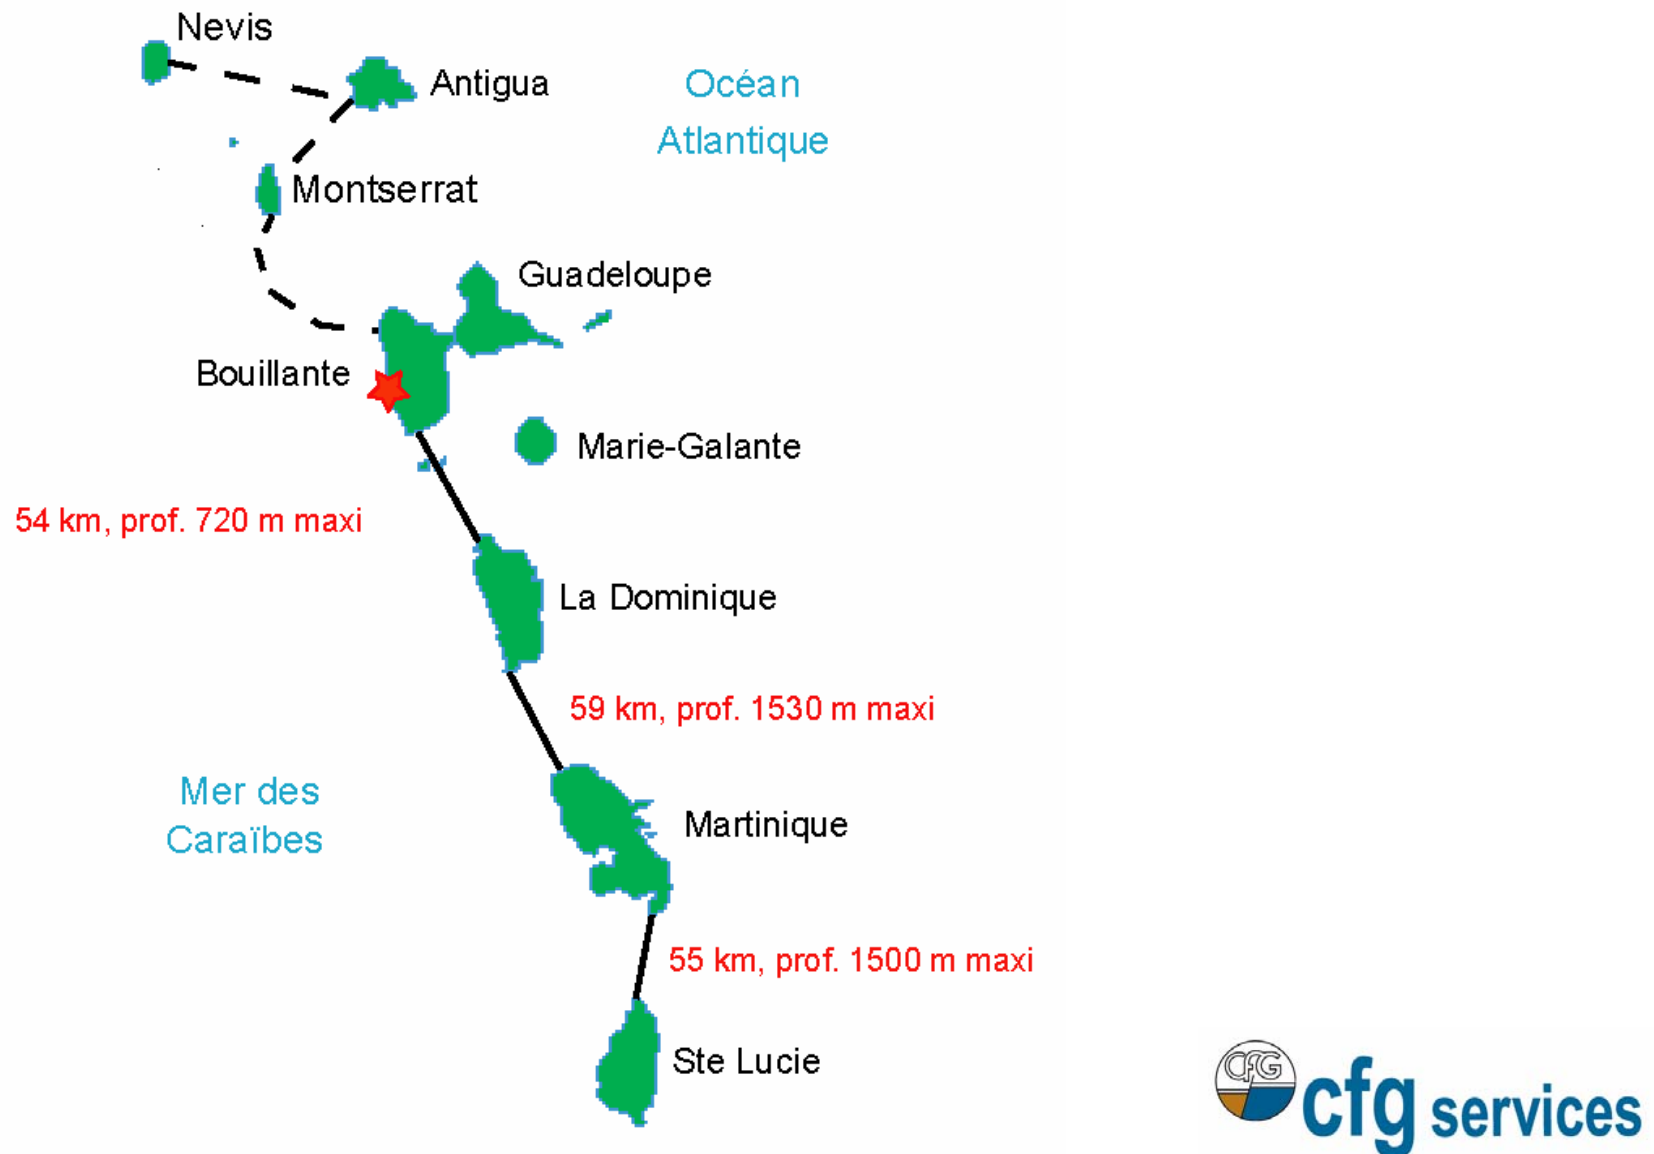 Nevis
Antigua
Océan
Atlantique
Montserrat
Guadeloupe
Bouillante
Marie-Galante
54 km, prof. 720 m maxi
La Dominique
59 km, prof. 1530 m maxi
Mer des
Caraïbes
Martinique
55 km, prof. 1500 m maxi
Ste Lucie
CFG
cfg services